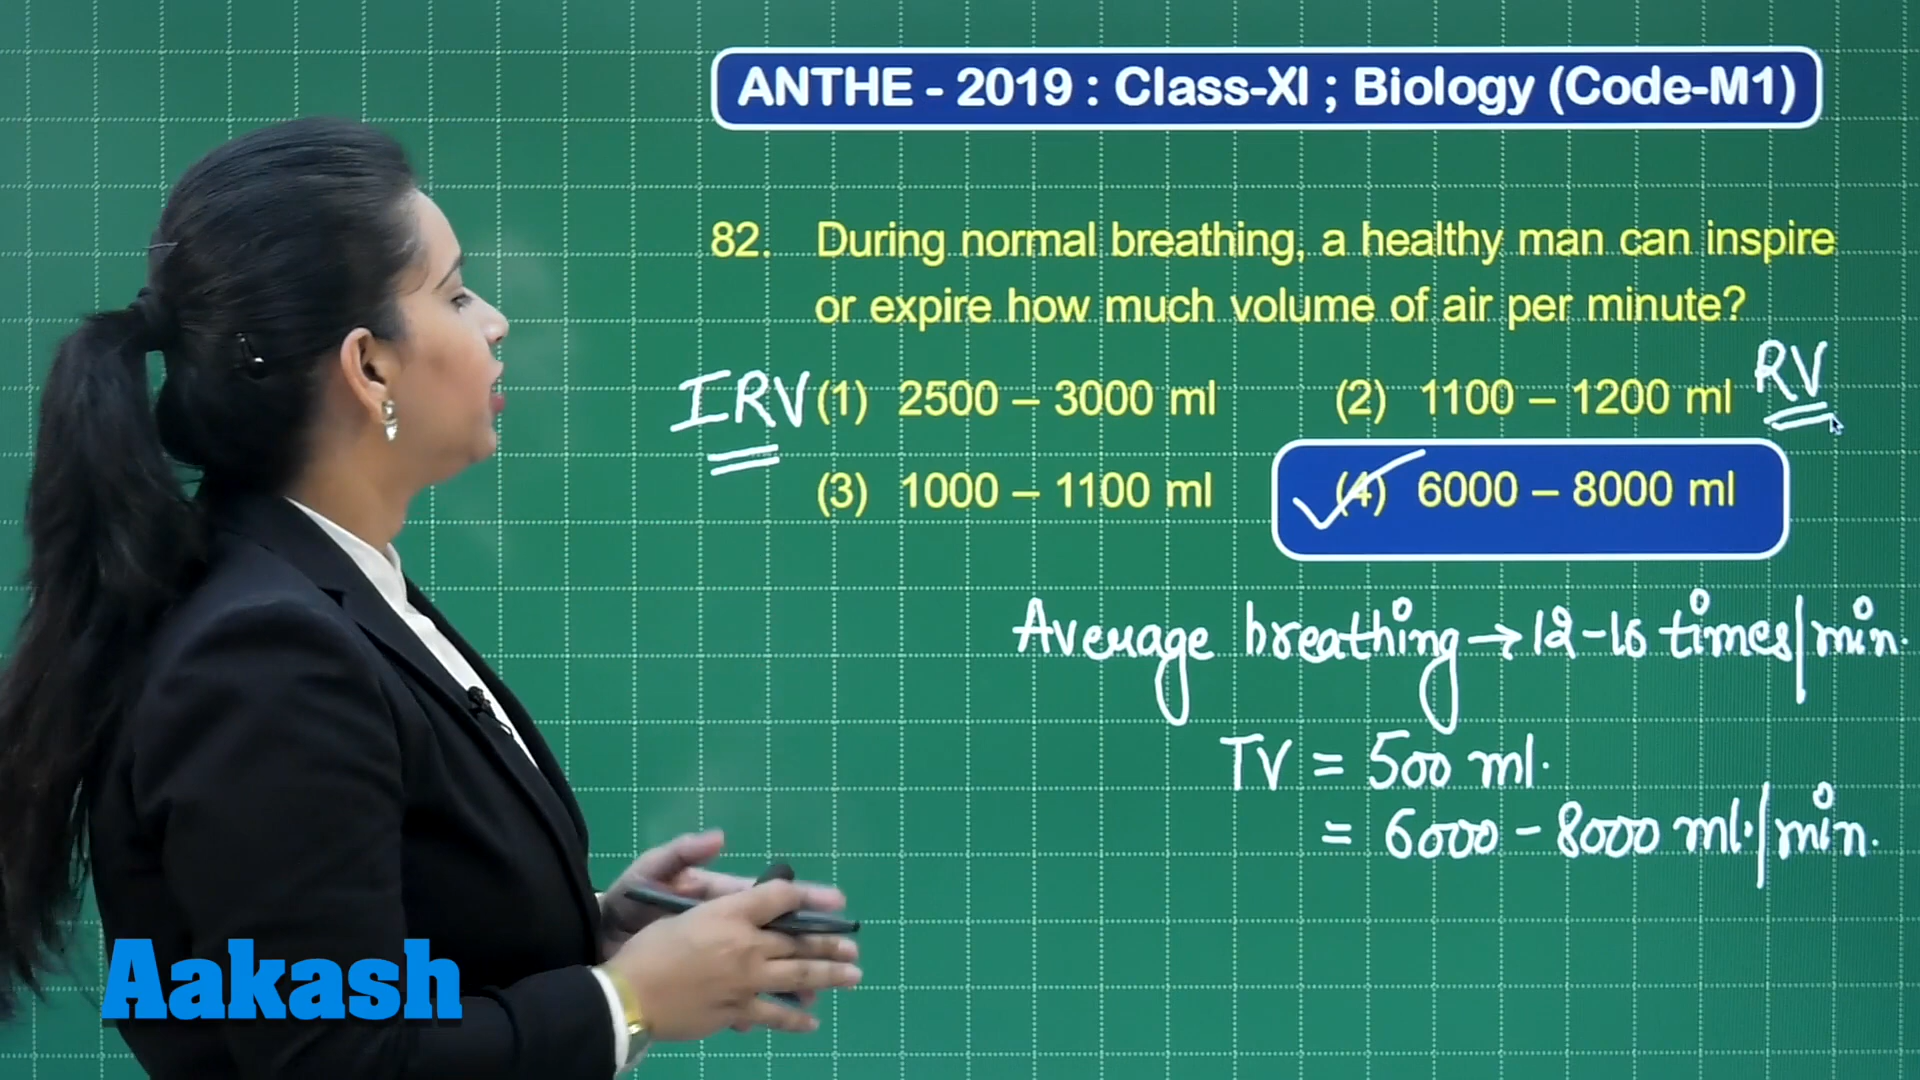 ANTHE - 2019 : Class-XI ; Biology (Code-M1)
82. During normal breathing, a healthy man can inspire
or expire how much volume of air per minute?
IRV (1) 2500 – 3000 ml (2) 1100 – 1200 ml RV
(3) 1000 – 1100 ml (4) 6000 – 8000 ml
Average breathing → 12-16 times/min.
TV = 500 ml.
= 6000 - 8000 ml./min.
Aakash